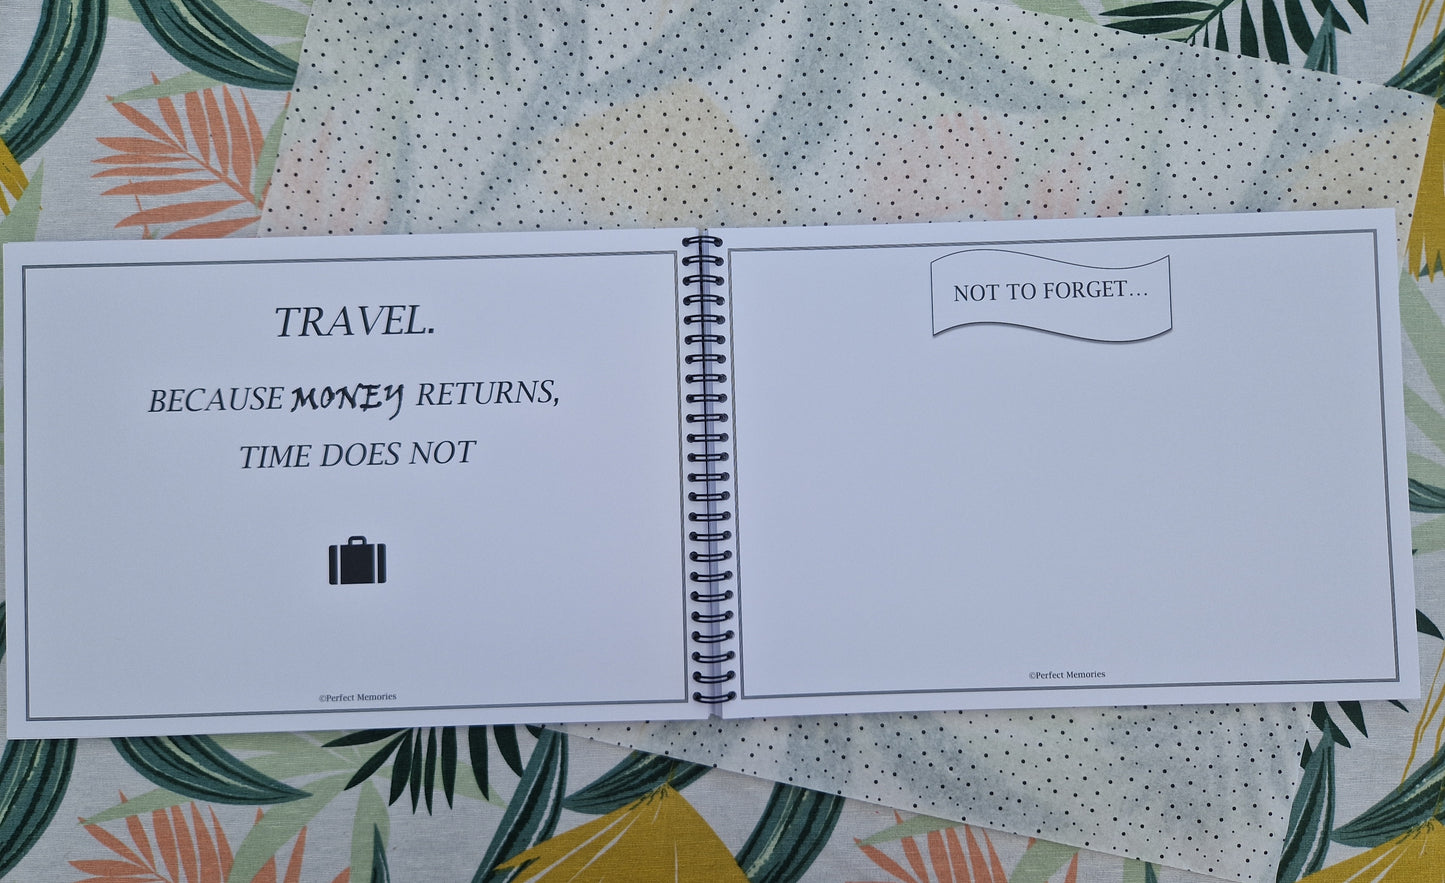 TRAVEL.
BECAUSE MONEY RETURNS,
TIME DOES NOT
©Perfect Memories
NOT TO FORGET...
©Perfect Memories